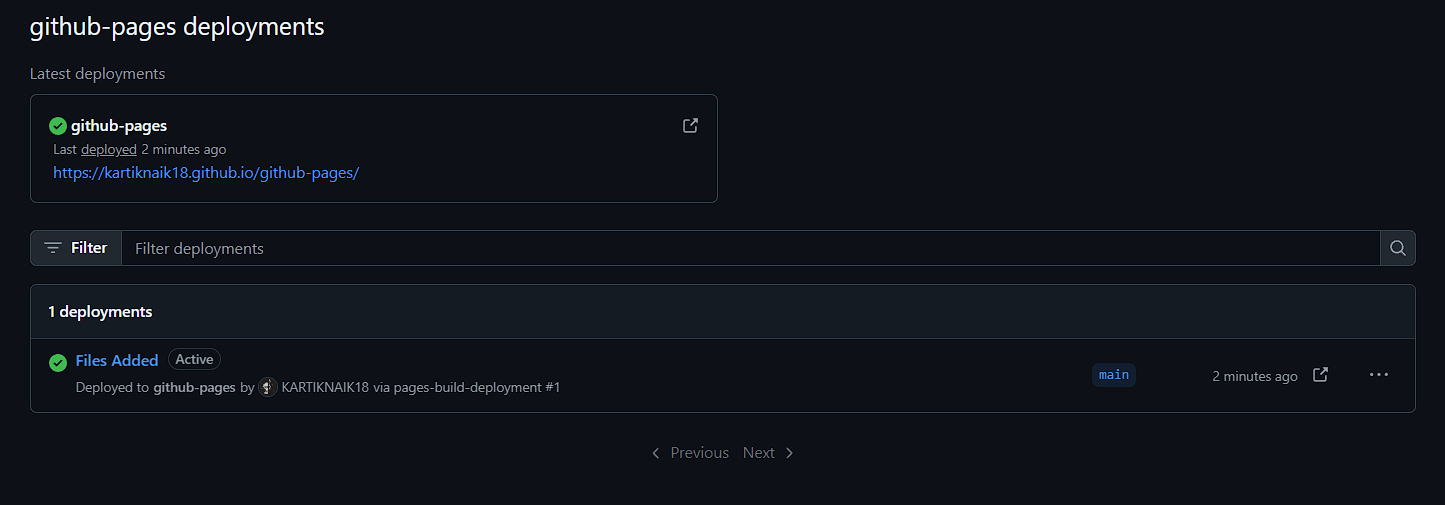 github-pages deployments
Latest deployments
github-pages
Last deployed 2 minutes ago
https://kartiknaik18.github.io/github-pages/
Filter
Filter deployments
1 deployments
Files Added Active
Deployed to github-pages by KARTIKNAIK18 via pages-build-deployment #1
main
2 minutes ago
Previous Next